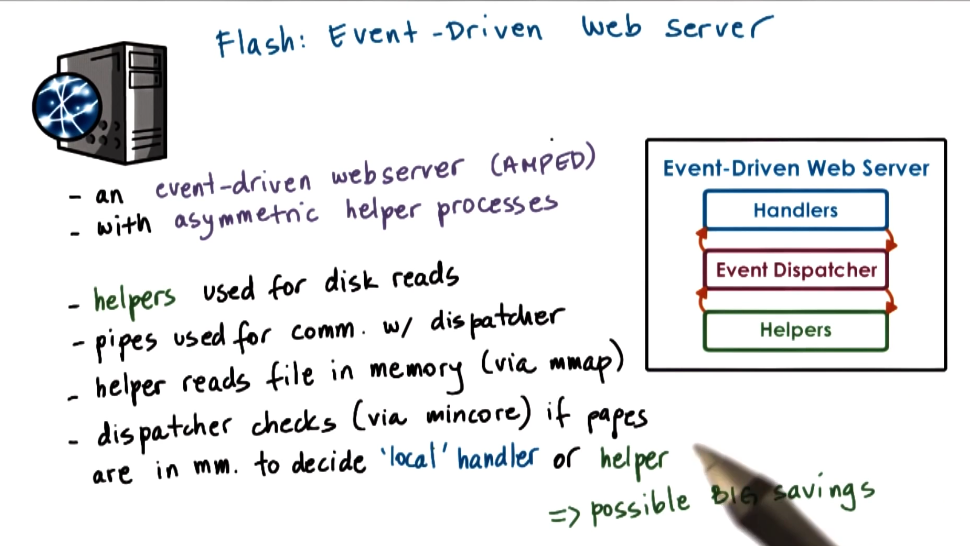 Flash: Event-Driven Web Server
- an event-driven webserver (AMPED)
- with asymmetric helper processes
- helpers used for disk reads
- pipes used for comm. w/ dispatcher
- helper reads file in memory (via mmap)
- dispatcher checks (via mincore) if pages
are in mm. to decide 'local' handler or helper
=> possible BIG savings
Event-Driven Web Server
Handlers
Event Dispatcher
Helpers